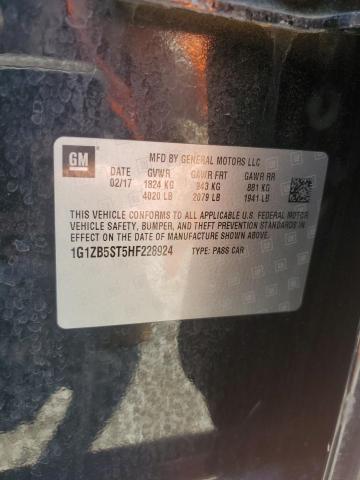 GM
MFD BY GENERAL MOTORS LLC
DATE GVWR GAWR FRT GAWR RR
02/17 1824 KG 943 KG 881 KG
4020 LB 2079 LB 1941 LB
THIS VEHICLE CONFORMS TO ALL APPLICABLE U.S. FEDERAL MOTOR
VEHICLE SAFETY, BUMPER, AND THEFT PREVENTION STANDARDS IN
EFFECT ON THE DATE OF MANUFACTURE SHOWN ABOVE.
1G1ZB5ST5HF228924 TYPE: PASS CAR